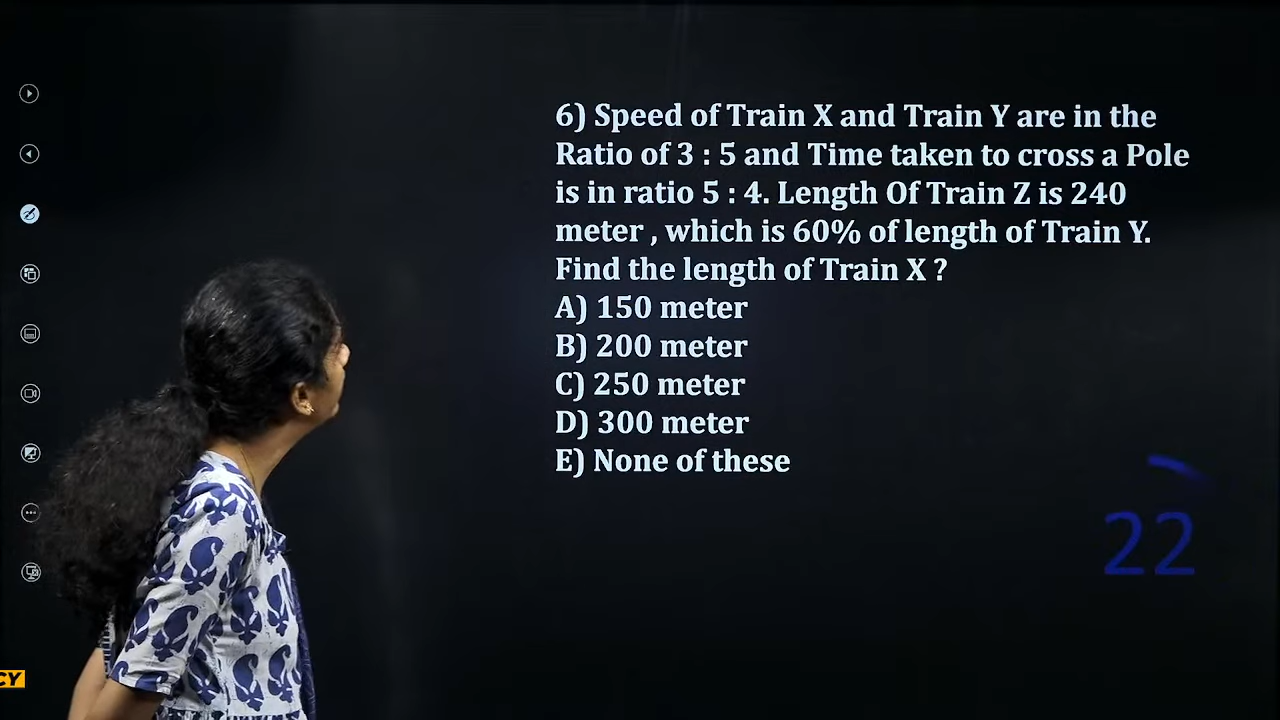 6) Speed of Train X and Train Y are in the
Ratio of 3 : 5 and Time taken to cross a Pole
is in ratio 5 : 4. Length Of Train Z is 240
meter , which is 60% of length of Train Y.
Find the length of Train X ?
A) 150 meter
B) 200 meter
C) 250 meter
D) 300 meter
E) None of these
22
CY